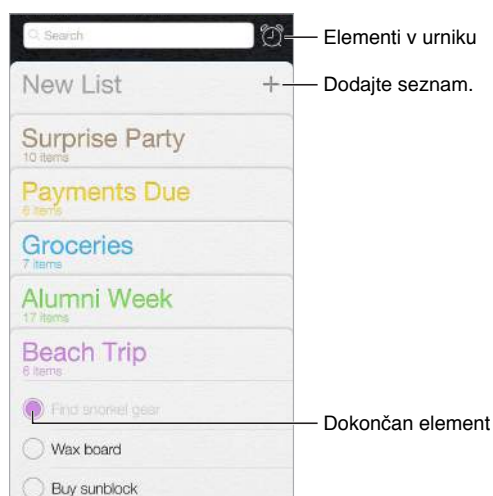 Search
Elementi v urniku
New List
Dodajte seznam.
Surprise Party
10 items
Payments Due
6 items
Groceries
7 items
Alumni Week
17 items
Beach Trip
6 items
Find snorkel gear
Dokončan element
Wax board
Buy sunblock